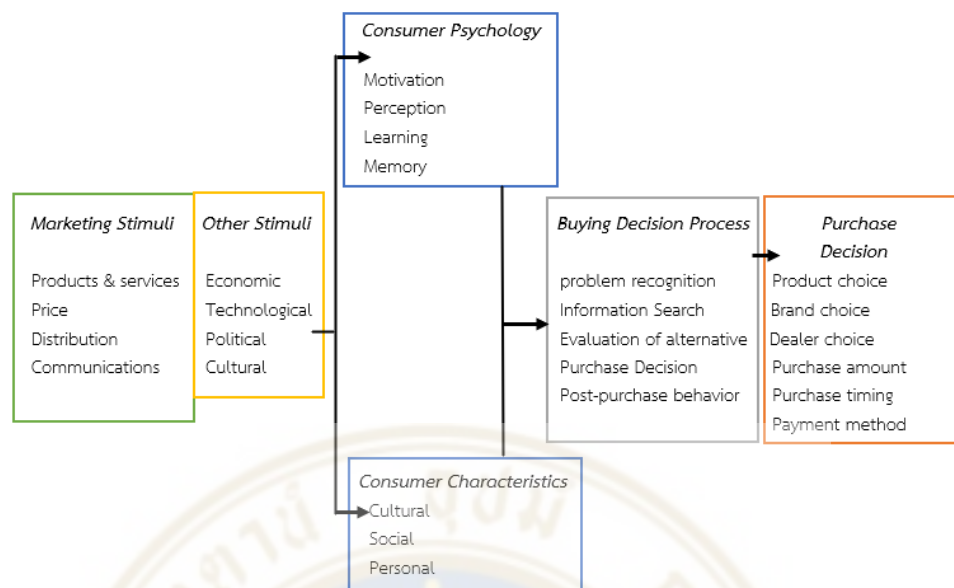 Consumer Psychology
Motivation
Perception
Learning
Memory
Marketing Stimuli
Products & services
Price
Distribution
Communications
Other Stimuli
Economic
Technological
Political
Cultural
Buying Decision Process
problem recognition
Information Search
Evaluation of alternative
Purchase Decision
Post-purchase behavior
Purchase
Decision
Product choice
Brand choice
Dealer choice
Purchase amount
Purchase timing
Payment method
Consumer Characteristics
Cultural
Social
Personal